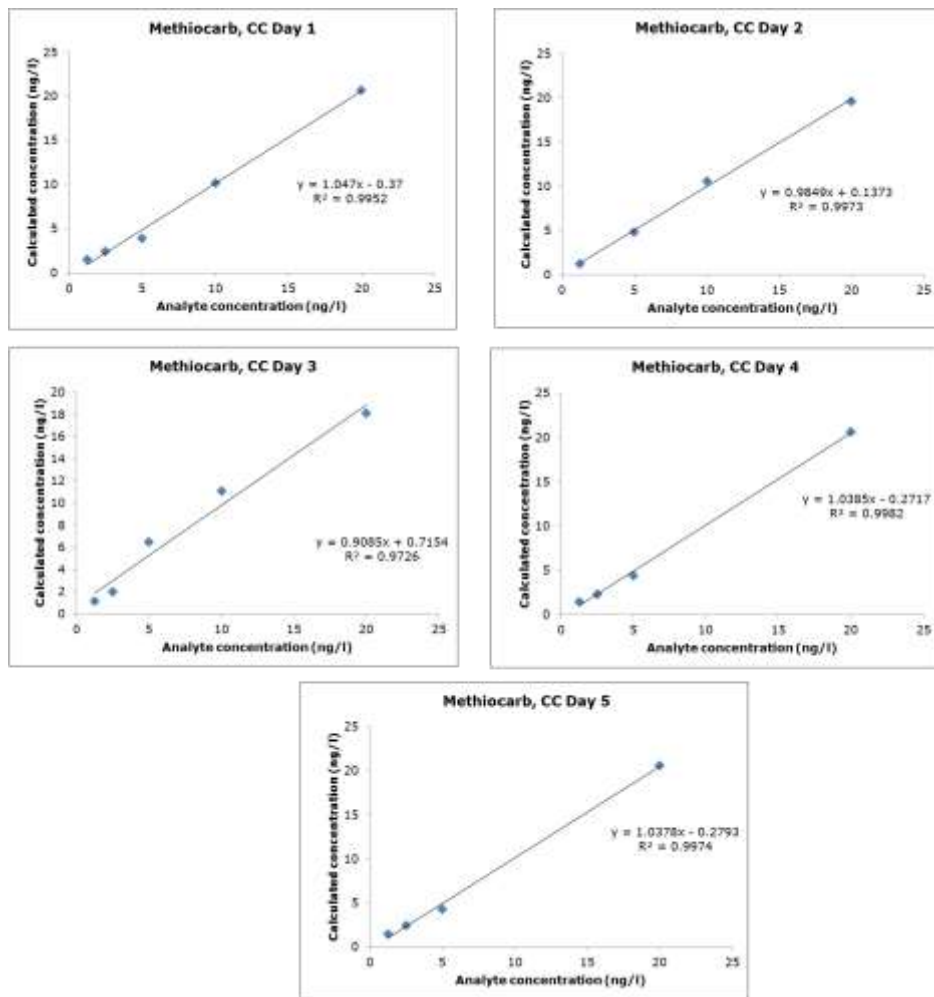 Methiocarb, CC Day 1
Calculated concentration (ng/l)
25
20
15
10
5
0
y = 1.047x - 0.37
R² = 0.9952
0 5 10 15 20 25
Analyte concentration (ng/l)
Methiocarb, CC Day 2
Calculated concentration (ng/l)
25
20
15
10
5
0
y = 0.9849x + 0.1373
R² = 0.9973
0 5 10 15 20 25
Analyte concentration (ng/l)
Methiocarb, CC Day 3
Calculated concentration (ng/l)
20
18
16
14
12
10
8
6
4
2
0
y = 0.9085x + 0.7154
R² = 0.9726
0 5 10 15 20 25
Analyte concentration (ng/l)
Methiocarb, CC Day 4
Calculated concentration (ng/l)
25
20
15
10
5
0
y = 1.0385x - 0.2717
R² = 0.9982
0 5 10 15 20 25
Analyte concentration (ng/l)
Methiocarb, CC Day 5
Calculated concentration (ng/l)
25
20
15
10
5
0
y = 1.0378x - 0.2793
R² = 0.9974
0 5 10 15 20 25
Analyte concentration (ng/l)